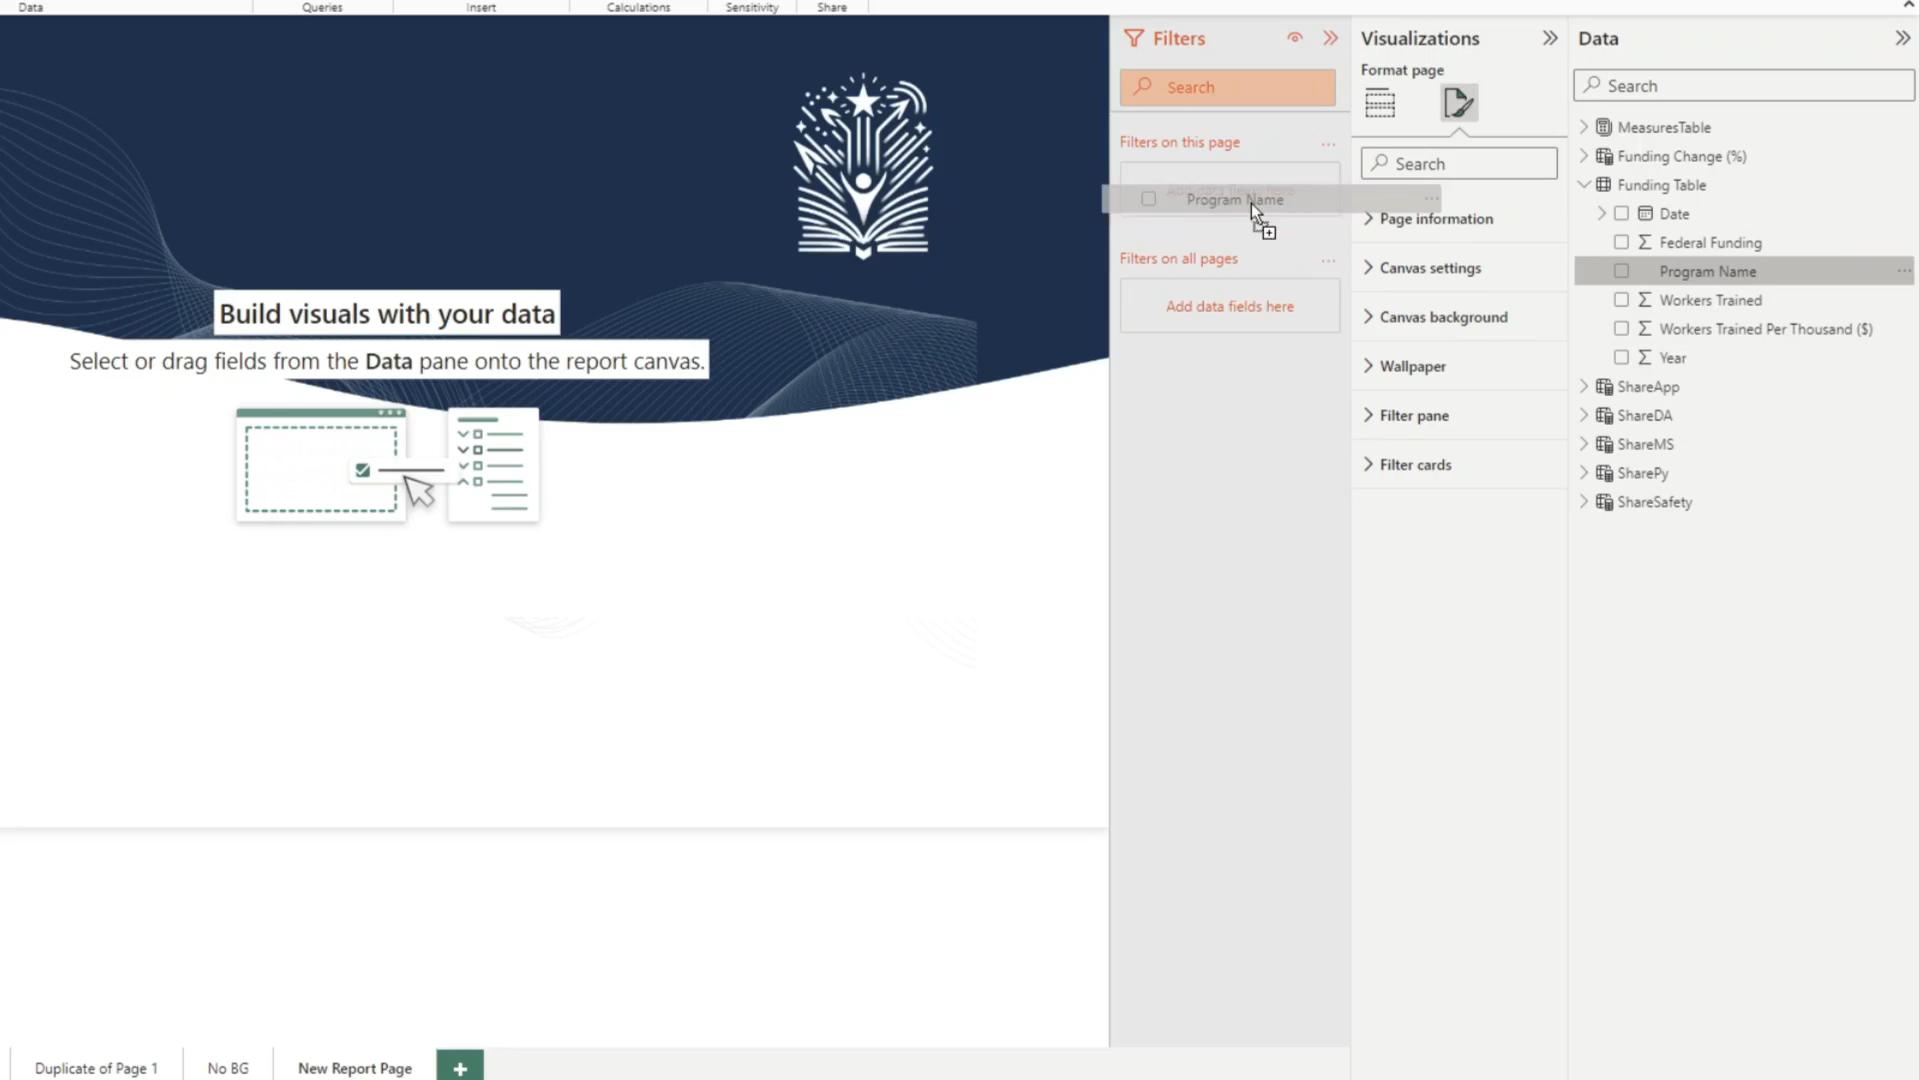 Data
Queries
Insert
Calculations
Sensitivity
Share
Build visuals with your data
Select or drag fields from the Data pane onto the report canvas.
Filters
Search
Filters on this page
...
Add data fields here
Program Name
...
Filters on all pages
...
Add data fields here
Visualizations
Format page
Search
Page information
Canvas settings
Canvas background
Wallpaper
Filter pane
Filter cards
Data
Search
MeasuresTable
Funding Change (%)
Funding Table
Date
Federal Funding
Program Name
...
Workers Trained
Workers Trained Per Thousand ($)
Year
ShareApp
ShareDA
ShareMS
SharePy
ShareSafety
Duplicate of Page 1
No BG
New Report Page
+